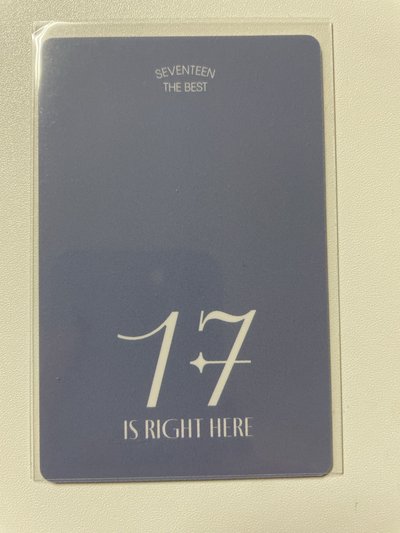 SEVENTEEN
THE BEST
17
IS RIGHT HERE